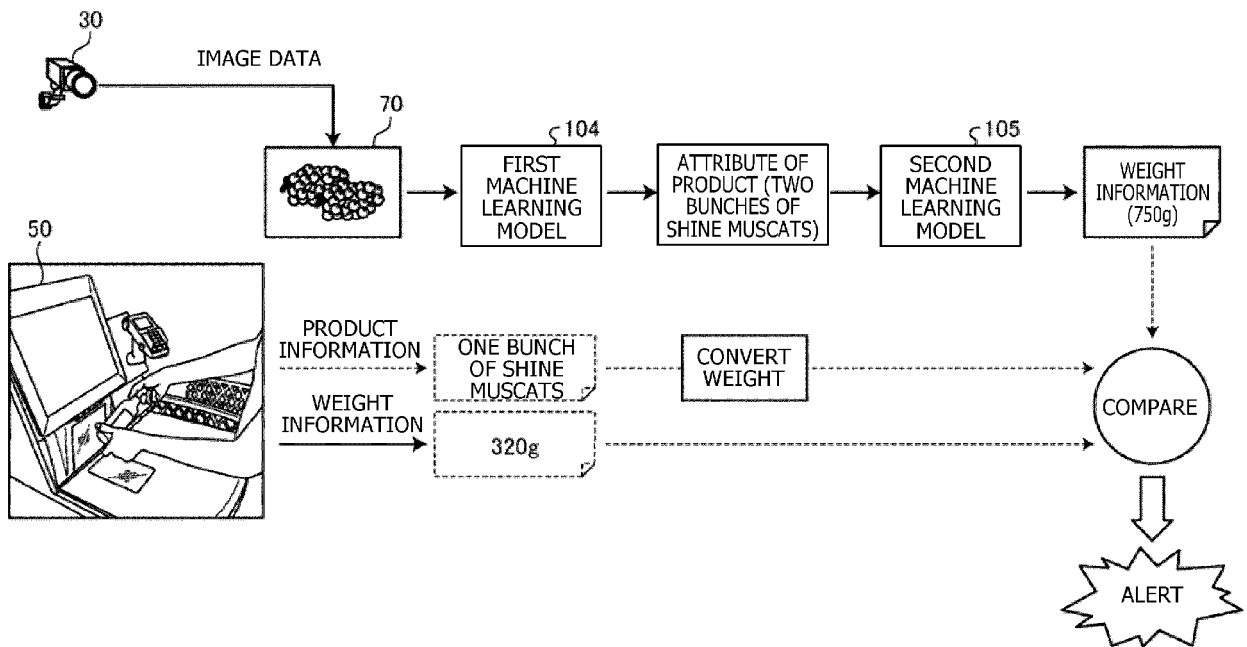 30
IMAGE DATA
70
104
FIRST
MACHINE
LEARNING
MODEL
ATTRIBUTE OF
PRODUCT (TWO
BUNCHES OF
SHINE MUSCATS)
105
SECOND
MACHINE
LEARNING
MODEL
WEIGHT
INFORMATION
(750g)
50
PRODUCT
INFORMATION
ONE BUNCH
OF SHINE
MUSCATS
CONVERT
WEIGHT
WEIGHT
INFORMATION
320g
COMPARE
ALERT